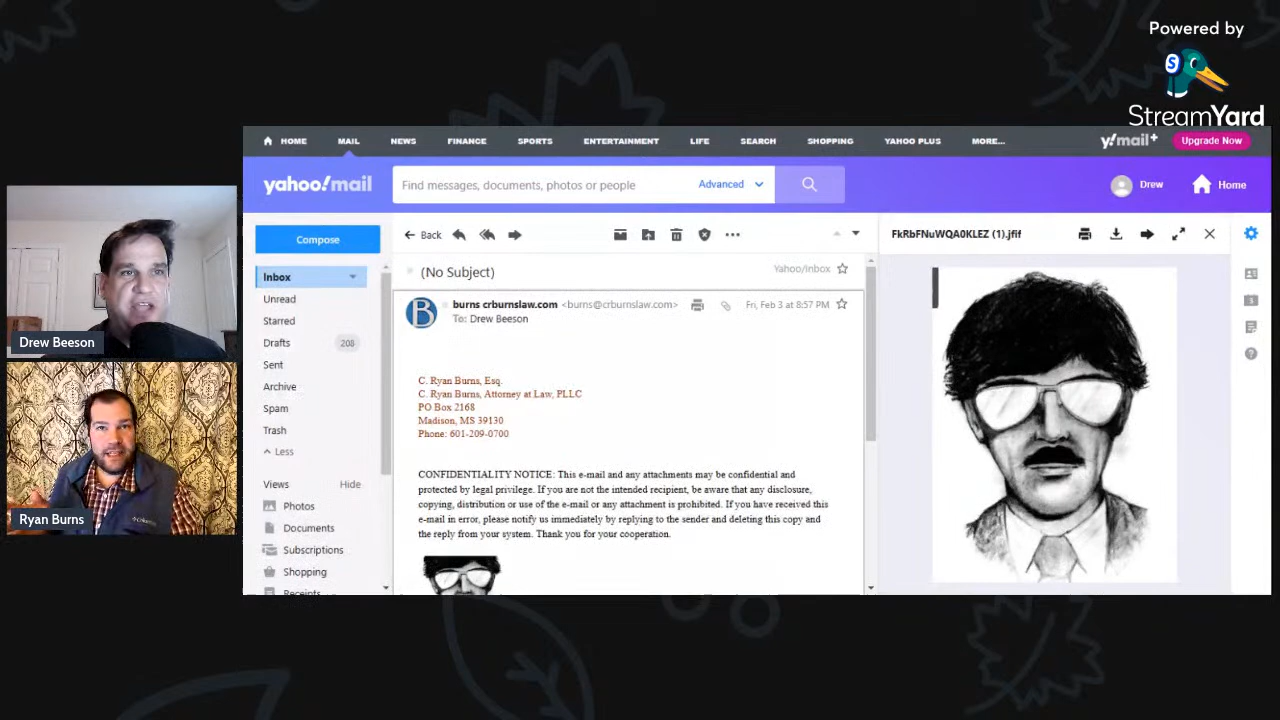 Powered by
StreamYard
HOME MAIL NEWS FINANCE SPORTS ENTERTAINMENT LIFE SEARCH SHOPPING YAHOO PLUS MORE... y!mail+ Upgrade Now
yahoo!mail Find messages, documents, photos or people Advanced Drew Home
Compose
Back
FkRbFNuWQA0KLEZ (1).jfif
Inbox
Unread
Starred
Drafts 208
Sent
Archive
Spam
Trash
Less
Views Hide
Photos
Documents
Subscriptions
Shopping
Receipts
(No Subject) Yahoo/Inbox
B
burns crburnslaw.com <burns@crburnslaw.com> Fri, Feb 3 at 8:57 PM
To: Drew Beeson
C. Ryan Burns, Esq.
C. Ryan Burns, Attorney at Law, PLLC
PO Box 2168
Madison, MS 39130
Phone: 601-209-0700
CONFIDENTIALITY NOTICE: This e-mail and any attachments may be confidential and
protected by legal privilege. If you are not the intended recipient, be aware that any disclosure,
copying, distribution or use of the e-mail or any attachment is prohibited. If you have received this
e-mail in error, please notify us immediately by replying to the sender and deleting this copy and
the reply from your system. Thank you for your cooperation.
Drew Beeson
Columbia
Ryan Burns